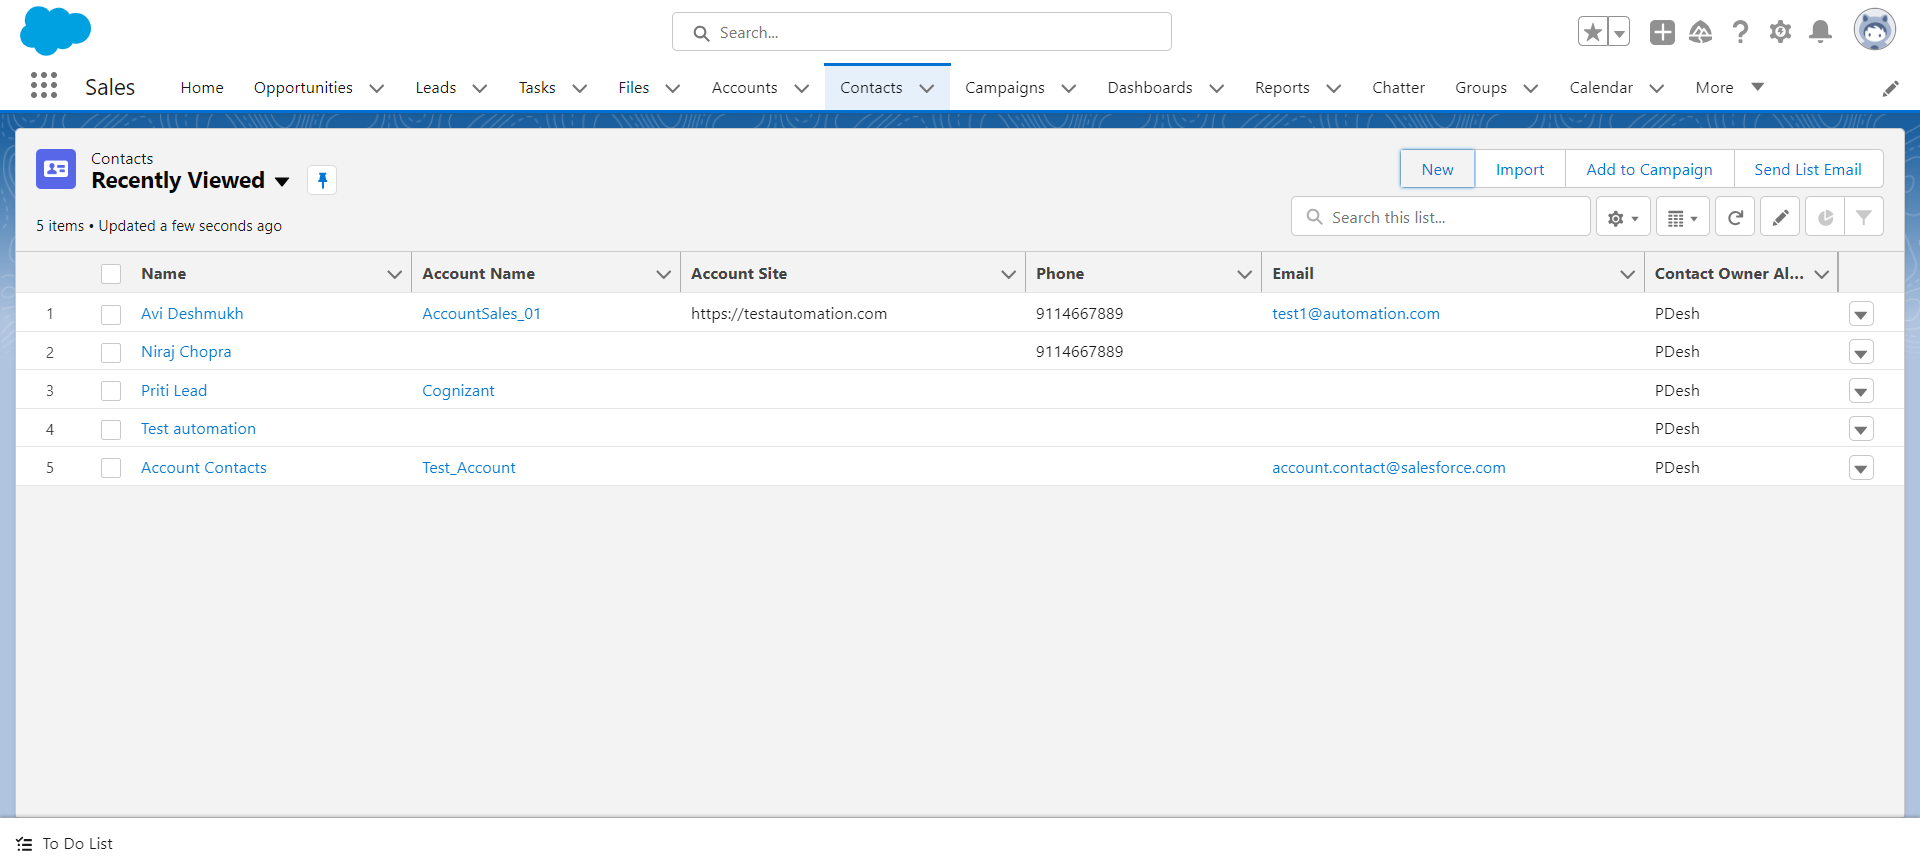 Search...
Sales Home Opportunities Leads Tasks Files Accounts Contacts Campaigns Dashboards Reports Chatter Groups Calendar More
Contacts
Recently Viewed
New Import Add to Campaign Send List Email
5 items • Updated a few seconds ago
Search this list...
Name Account Name Account Site Phone Email Contact Owner Al...
1 Avi Deshmukh AccountSales_01 https://testautomation.com 9114667889 test1@automation.com PDesh
2 Niraj Chopra 9114667889 PDesh
3 Priti Lead Cognizant PDesh
4 Test automation PDesh
5 Account Contacts Test_Account account.contact@salesforce.com PDesh
To Do List